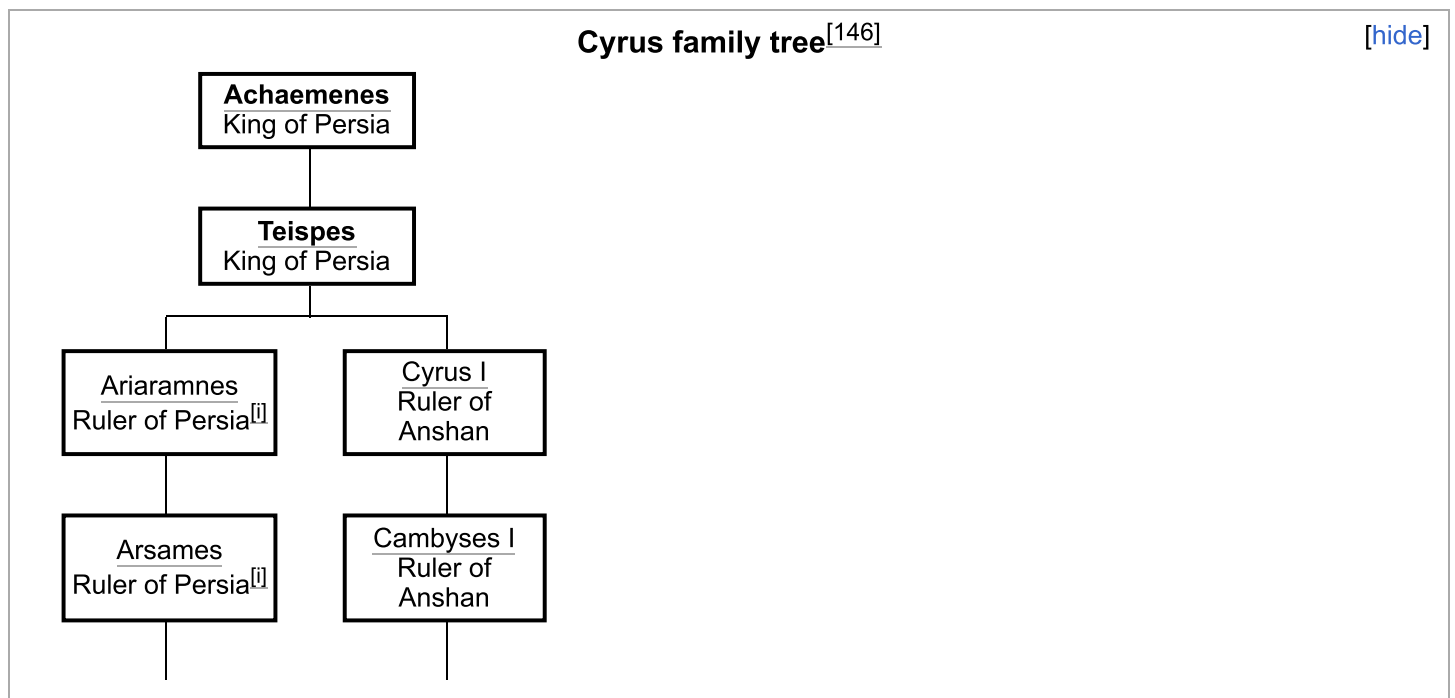 Cyrus family tree[146]
[hide]
Achaemenes
King of Persia
Teispes
King of Persia
Ariaramnes
Ruler of Persia[i]
Cyrus I
Ruler of
Anshan
Arsames
Ruler of Persia[i]
Cambyses I
Ruler of
Anshan